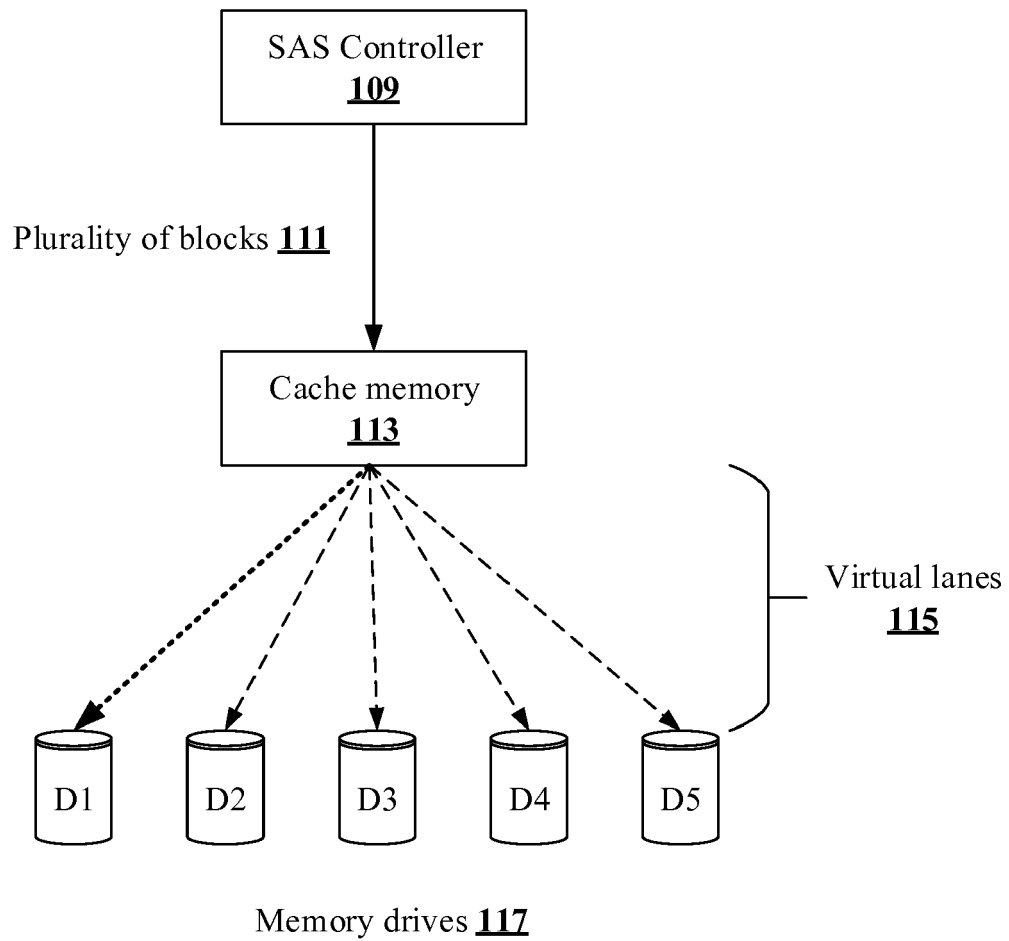 SAS Controller
109
Plurality of blocks 111
Cache memory
113
Virtual lanes
115
D1 D2 D3 D4 D5
Memory drives 117